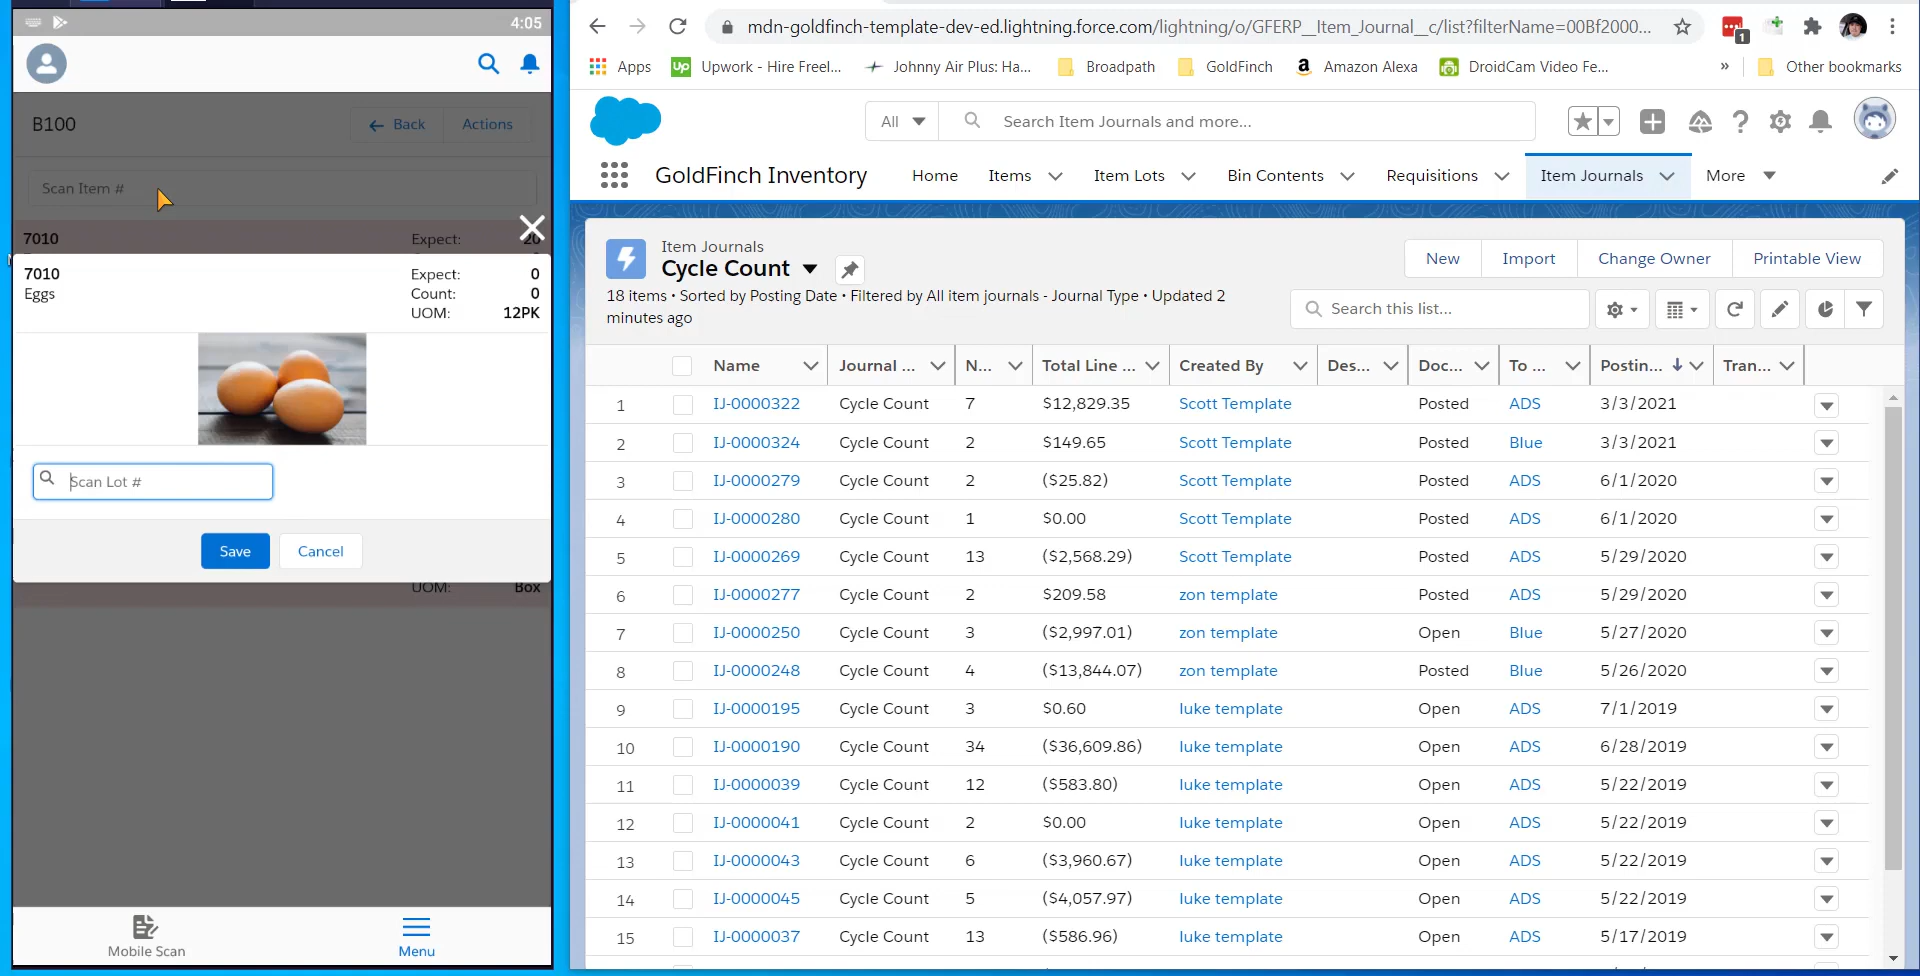 4:05
B100
Back
Actions
Scan Item #
7010
Expect:
20
7010
Expect:
0
Eggs
Count:
0
UOM:
12PK
Scan Lot #
Save
Cancel
UOM:
Box
Mobile Scan
Menu
mdn-goldfinch-template-dev-ed.lightning.force.com/lightning/o/GFERP__Item_Journal__c/list?filterName=00Bf2000...
1
Apps
Up
Upwork - Hire Freel...
Johnny Air Plus: Ha...
Broadpath
GoldFinch
a
Amazon Alexa
DroidCam Video Fe...
»
Other bookmarks
All
Search Item Journals and more...
GoldFinch Inventory
Home
Items
Item Lots
Bin Contents
Requisitions
Item Journals
More
Item Journals
Cycle Count
18 items • Sorted by Posting Date • Filtered by All item journals - Journal Type • Updated 2
minutes ago
New
Import
Change Owner
Printable View
Search this list...
Name
Journal ...
N...
Total Line ...
Created By
Des...
Doc...
To ...
Postin...
Tran...
1 IJ-0000322 Cycle Count 7 $12,829.35 Scott Template Posted ADS 3/3/2021
2 IJ-0000324 Cycle Count 2 $149.65 Scott Template Posted Blue 3/3/2021
3 IJ-0000279 Cycle Count 2 ($25.82) Scott Template Posted ADS 6/1/2020
4 IJ-0000280 Cycle Count 1 $0.00 Scott Template Posted ADS 6/1/2020
5 IJ-0000269 Cycle Count 13 ($2,568.29) Scott Template Posted ADS 5/29/2020
6 IJ-0000277 Cycle Count 2 $209.58 zon template Posted ADS 5/29/2020
7 IJ-0000250 Cycle Count 3 ($2,997.01) zon template Open Blue 5/27/2020
8 IJ-0000248 Cycle Count 4 ($13,844.07) zon template Posted Blue 5/26/2020
9 IJ-0000195 Cycle Count 3 $0.60 luke template Open ADS 7/1/2019
10 IJ-0000190 Cycle Count 34 ($36,609.86) luke template Open ADS 6/28/2019
11 IJ-0000039 Cycle Count 12 ($583.80) luke template Open ADS 5/22/2019
12 IJ-0000041 Cycle Count 2 $0.00 luke template Open ADS 5/22/2019
13 IJ-0000043 Cycle Count 6 ($3,960.67) luke template Open ADS 5/22/2019
14 IJ-0000045 Cycle Count 5 ($4,057.97) luke template Open ADS 5/22/2019
15 IJ-0000037 Cycle Count 13 ($586.96) luke template Open ADS 5/17/2019